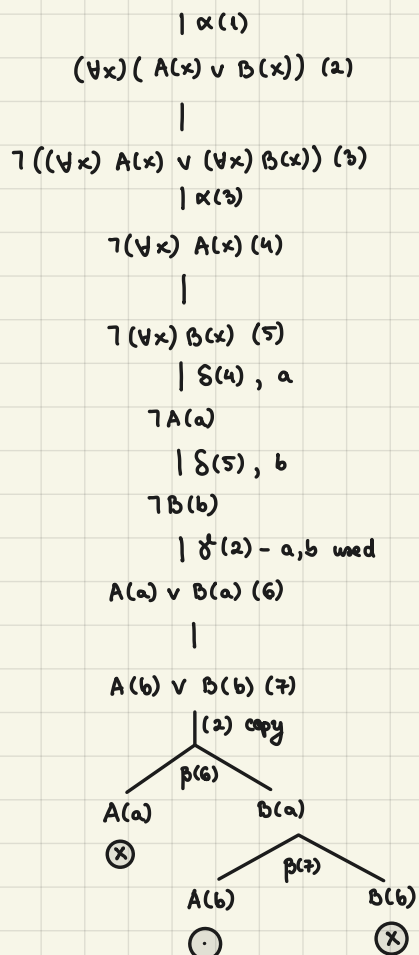 | α(1)
(∀x)( A(x) ∨ B(x)) (2)
|
¬((∀x) A(x) ∨ (∀x) B(x)) (3)
| α(3)
¬(∀x) A(x) (4)
|
¬(∀x) B(x) (5)
| δ(4) , a
¬A(a)
| δ(5) , b
¬B(b)
| γ(2) - a,b used
A(a) ∨ B(a) (6)
|
A(b) ∨ B(b) (7)
| (2) copy
β(6)
A(a) B(a)
ⓧ β(7)
A(b) B(b)
⊙ ⓧ